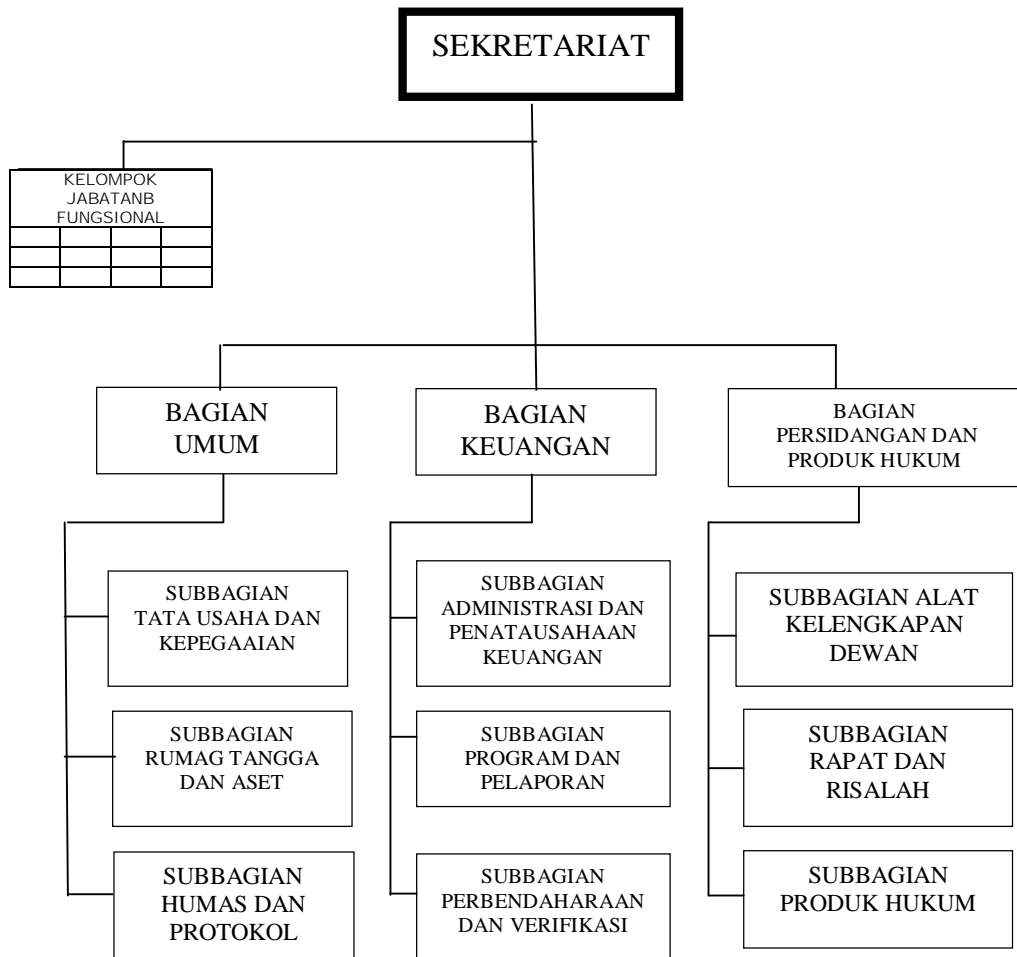 SEKRETARIAT
KELOMPOK
JABATANB
FUNGSIONAL
BAGIAN
UMUM
BAGIAN
KEUANGAN
BAGIAN
PERSIDANGAN DAN
PRODUK HUKUM
SUBBAGIAN
TATA USAHA DAN
KEPEGAAIAN
SUBBAGIAN
ADMINISTRASI DAN
PENATAUSAHAAN
KEUANGAN
SUBBAGIAN ALAT
KELENGKAPAN
DEWAN
SUBBAGIAN
RUMAG TANGGA
DAN ASET
SUBBAGIAN
PROGRAM DAN
PELAPORAN
SUBBAGIAN
RAPAT DAN
RISALAH
SUBBAGIAN
HUMAS DAN
PROTOKOL
SUBBAGIAN
PERBENDAHARAAN
DAN VERIFIKASI
SUBBAGIAN
PRODUK HUKUM